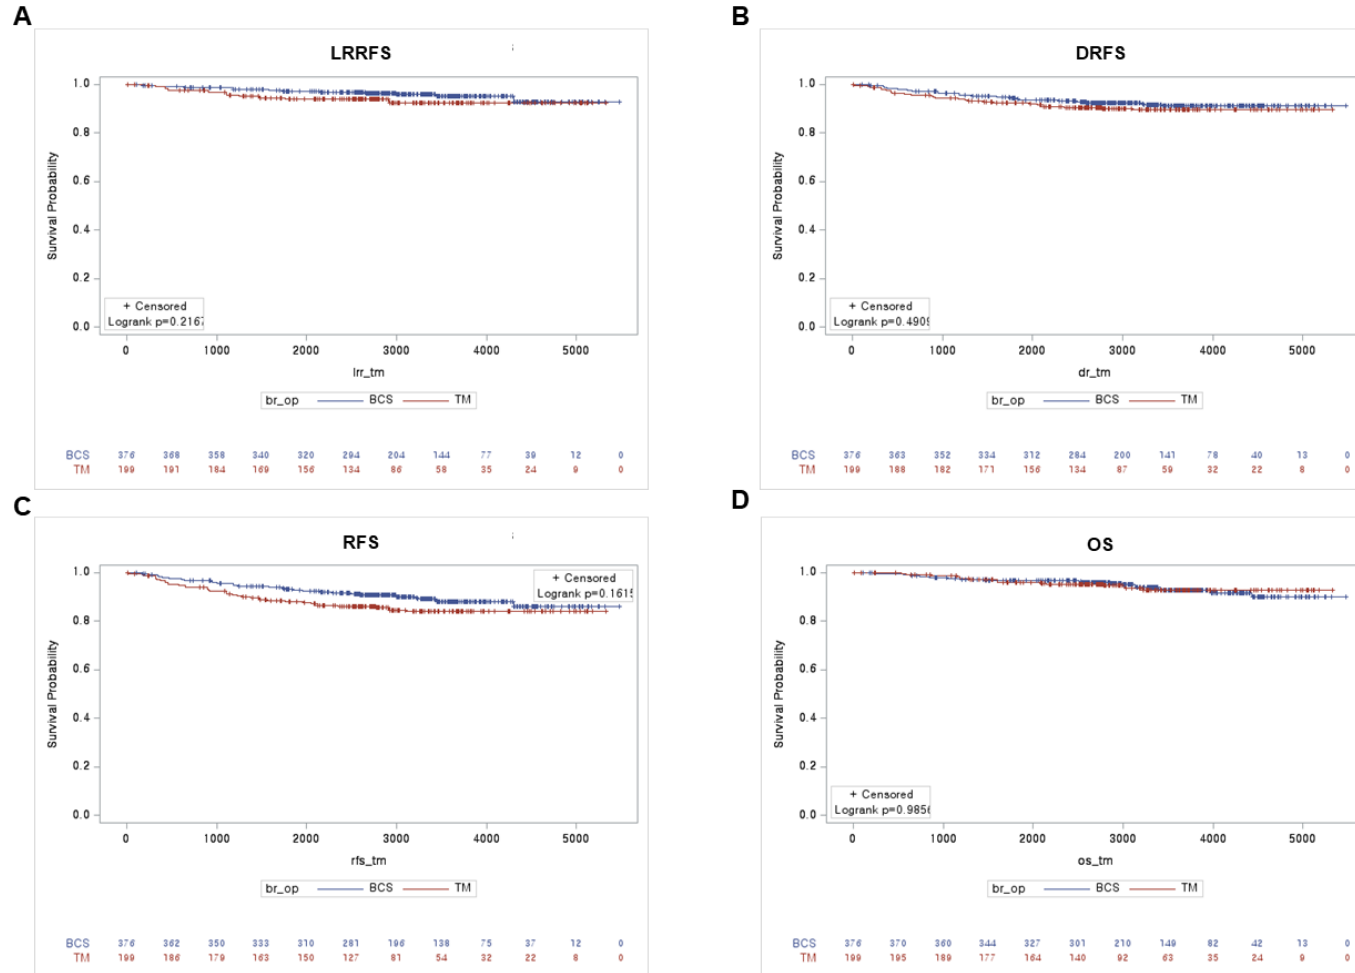 A
LRRFS
Survival Probability
1.0
0.8
0.6
0.4
0.2
0.0
+ Censored
Logrank p=0.2167
0 1000 2000 3000 4000 5000
lrr_tm
br_op BCS TM
BCS 376 368 358 340 320 294 204 144 77 39 12 0
TM 199 191 184 169 156 134 86 58 35 24 9 0
B
DRFS
Survival Probability
1.0
0.8
0.6
0.4
0.2
0.0
+ Censored
Logrank p=0.4909
0 1000 2000 3000 4000 5000
dr_tm
br_op BCS TM
BCS 376 363 352 334 312 284 200 141 78 40 13 0
TM 199 188 182 171 156 134 87 59 32 22 8 0
C
RFS
Survival Probability
1.0
0.8
0.6
0.4
0.2
0.0
+ Censored
Logrank p=0.1615
0 1000 2000 3000 4000 5000
rfs_tm
br_op BCS TM
BCS 376 362 350 333 310 281 196 138 75 37 12 0
TM 199 186 179 163 150 127 81 54 32 22 8 0
D
OS
Survival Probability
1.0
0.8
0.6
0.4
0.2
0.0
+ Censored
Logrank p=0.9856
0 1000 2000 3000 4000 5000
os_tm
br_op BCS TM
BCS 376 370 360 344 327 301 210 149 82 42 13 0
TM 199 195 189 177 164 140 92 63 35 24 9 0